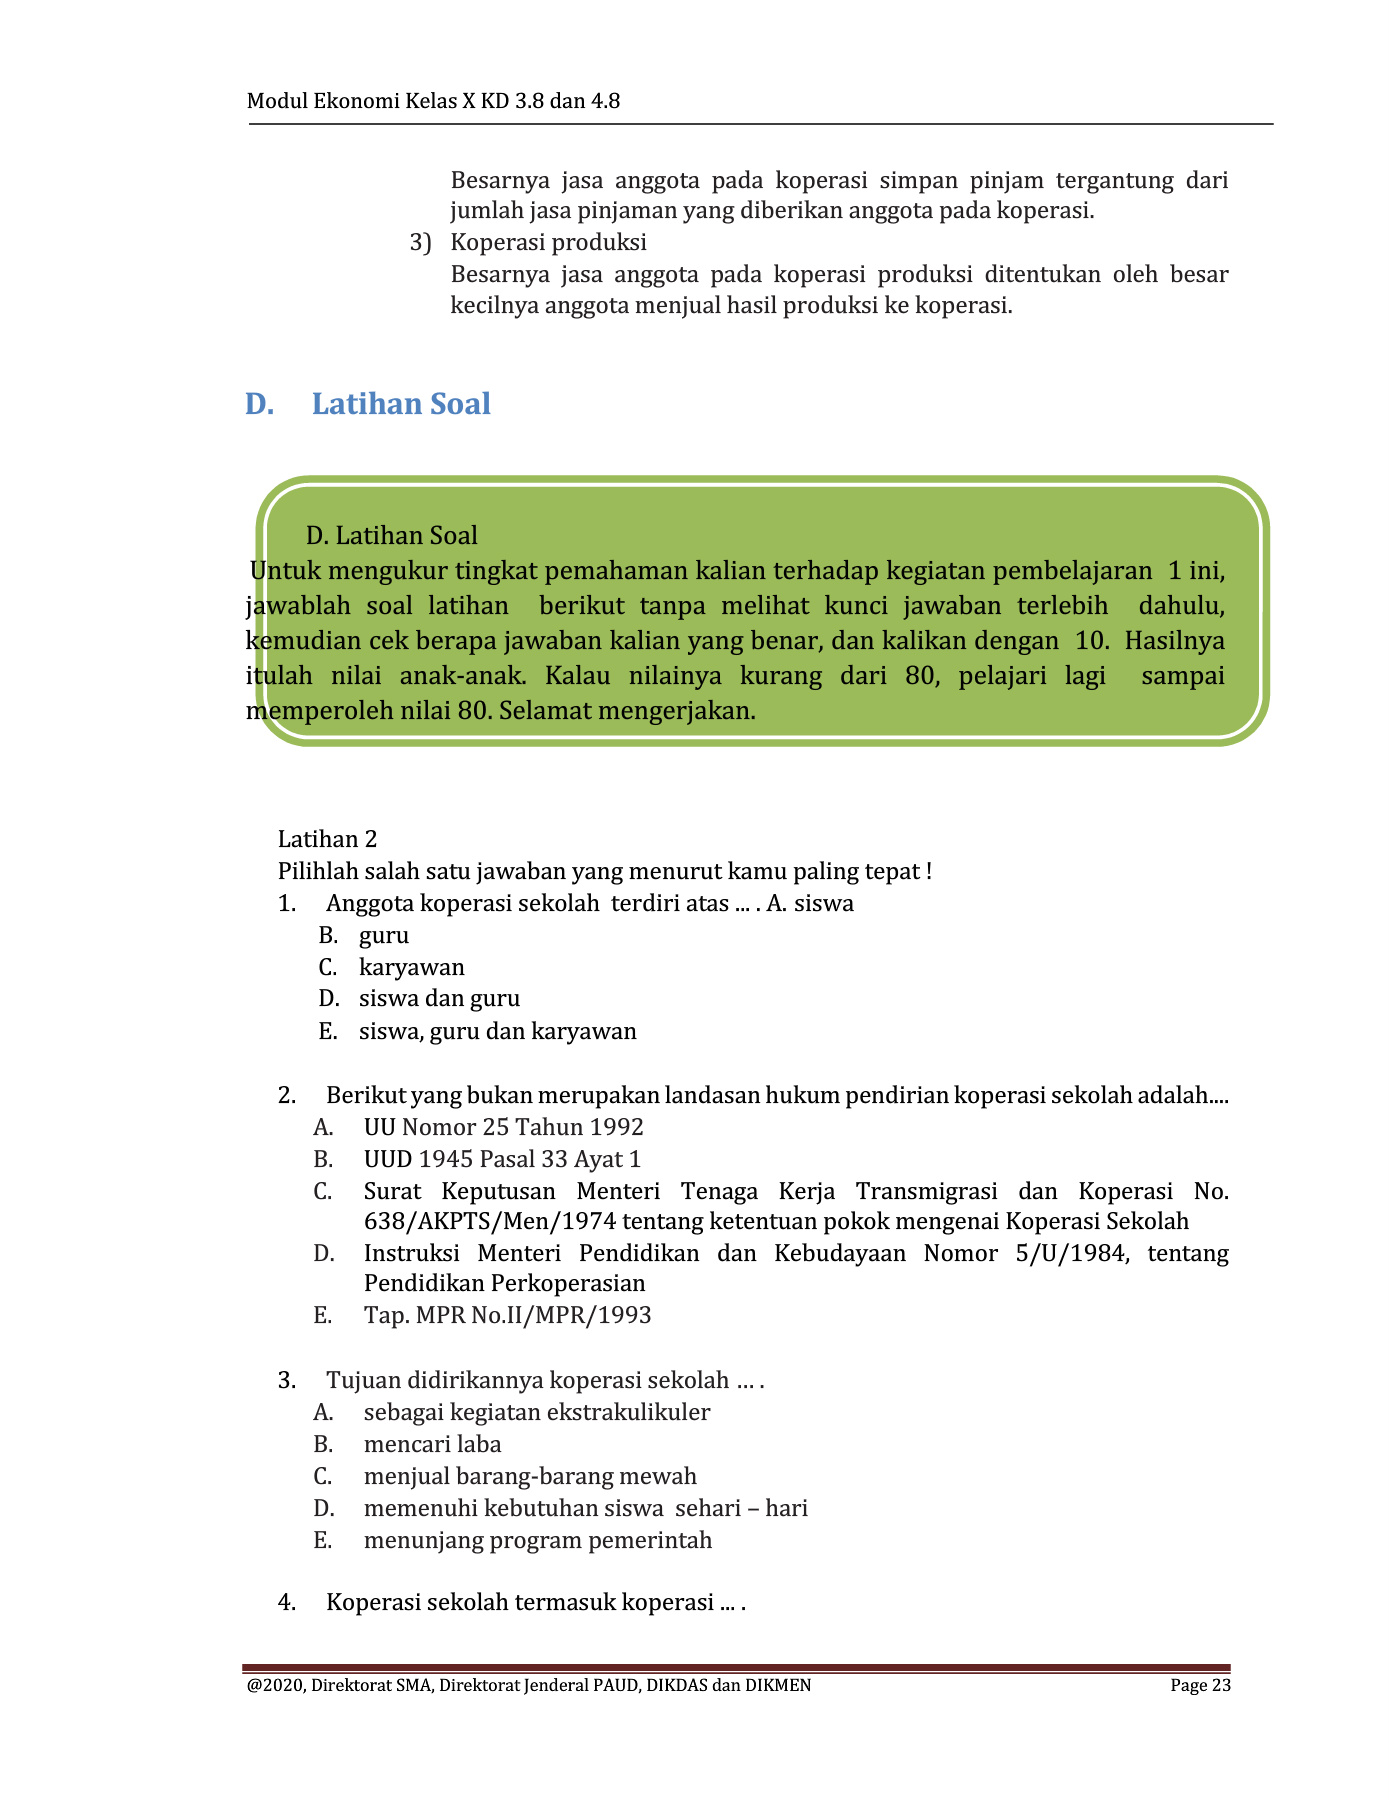 Modul Ekonomi Kelas X KD 3.8 dan 4.8
Besarnya jasa anggota pada koperasi simpan pinjam tergantung dari
jumlah jasa pinjaman yang diberikan anggota pada koperasi.
3) Koperasi produksi
Besarnya jasa anggota pada koperasi produksi ditentukan oleh besar
kecilnya anggota menjual hasil produksi ke koperasi.
D. Latihan Soal
D. Latihan Soal
Untuk mengukur tingkat pemahaman kalian terhadap kegiatan pembelajaran 1 ini,
jawablah soal latihan berikut tanpa melihat kunci jawaban terlebih dahulu,
kemudian cek berapa jawaban kalian yang benar, dan kalikan dengan 10. Hasilnya
itulah nilai anak-anak. Kalau nilainya kurang dari 80, pelajari lagi sampai
memperoleh nilai 80. Selamat mengerjakan.
Latihan 2
Pilihlah salah satu jawaban yang menurut kamu paling tepat !
1. Anggota koperasi sekolah terdiri atas ... . A. siswa
B. guru
C. karyawan
D. siswa dan guru
E. siswa, guru dan karyawan
2. Berikut yang bukan merupakan landasan hukum pendirian koperasi sekolah adalah....
A. UU Nomor 25 Tahun 1992
B. UUD 1945 Pasal 33 Ayat 1
C. Surat Keputusan Menteri Tenaga Kerja Transmigrasi dan Koperasi No.
638/AKPTS/Men/1974 tentang ketentuan pokok mengenai Koperasi Sekolah
D. Instruksi Menteri Pendidikan dan Kebudayaan Nomor 5/U/1984, tentang
Pendidikan Perkoperasian
E. Tap. MPR No.II/MPR/1993
3. Tujuan didirikannya koperasi sekolah ... .
A. sebagai kegiatan ekstrakulikuler
B. mencari laba
C. menjual barang-barang mewah
D. memenuhi kebutuhan siswa sehari – hari
E. menunjang program pemerintah
4. Koperasi sekolah termasuk koperasi ... .
@2020, Direktorat SMA, Direktorat Jenderal PAUD, DIKDAS dan DIKMEN Page 23